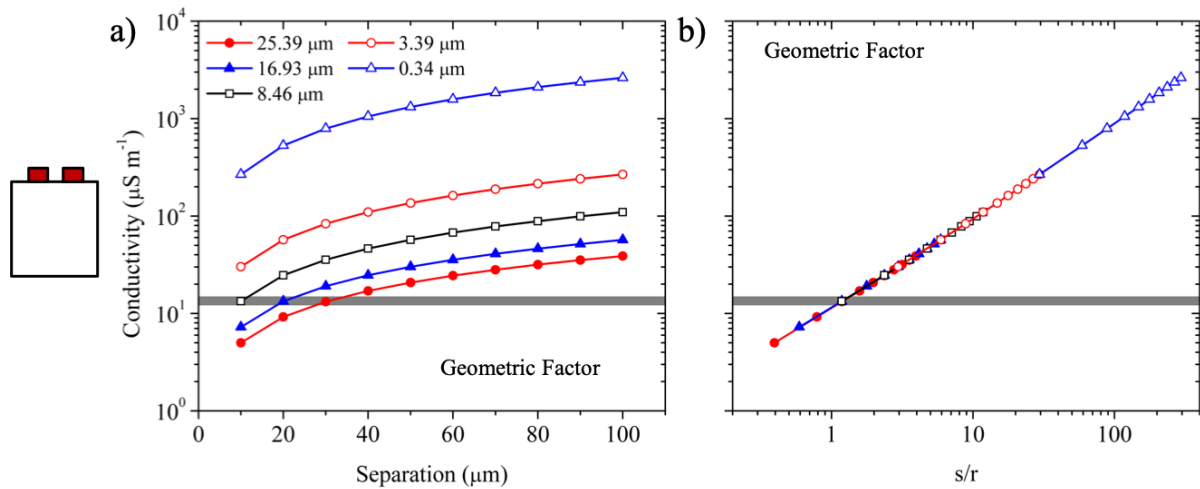 a)
25.39 μm
3.39 μm
16.93 μm
0.34 μm
8.46 μm
Geometric Factor
Conductivity (μS m⁻¹)
10⁴
10³
10²
10¹
10⁰
0 20 40 60 80 100
Separation (μm)
b)
Geometric Factor
1 10 100
s/r